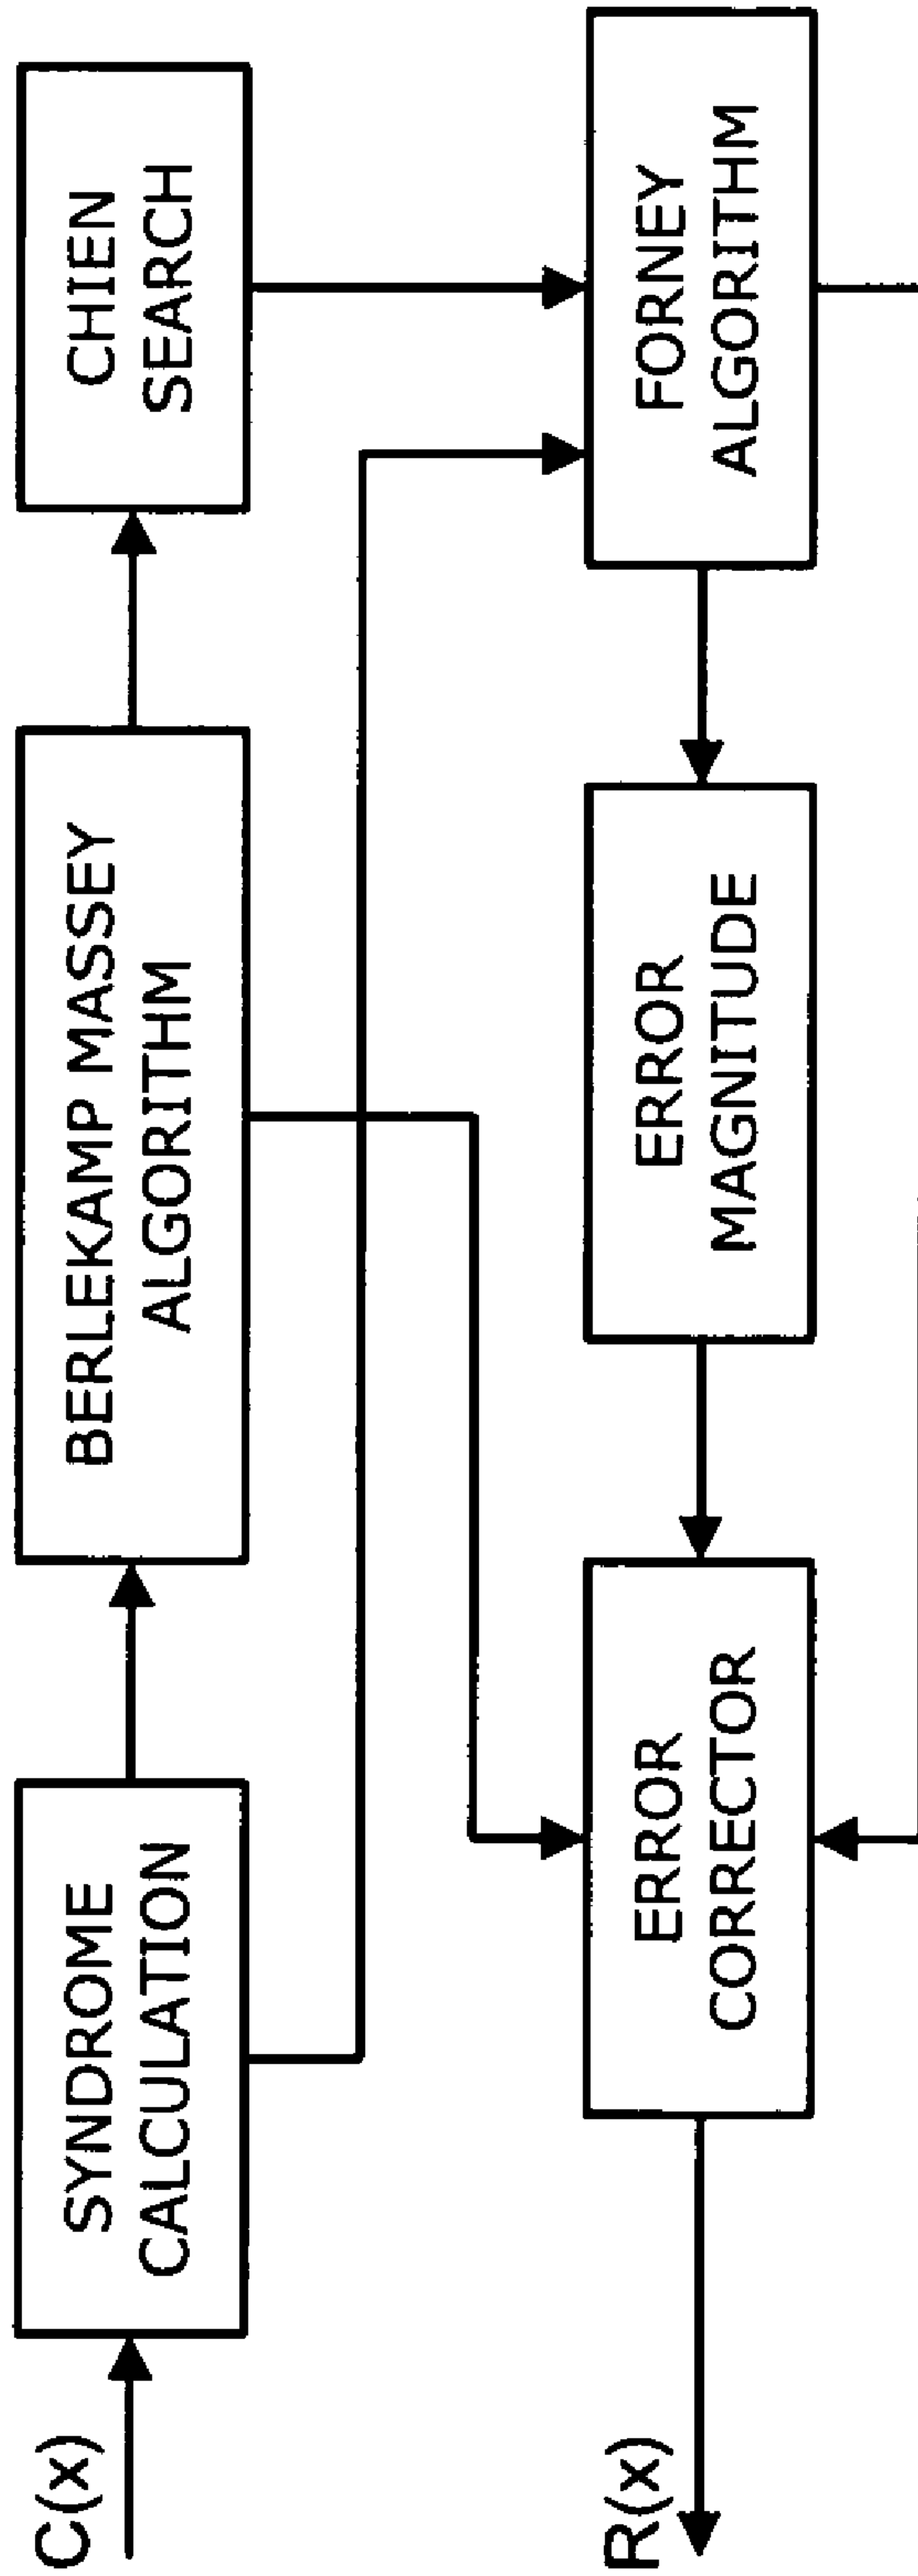 C(x)
SYNDROME
CALCULATION
BERLEKAMP MASSEY
ALGORITHM
CHIEN
SEARCH
R(x)
ERROR
CORRECTOR
ERROR
MAGNITUDE
FORNEY
ALGORITHM